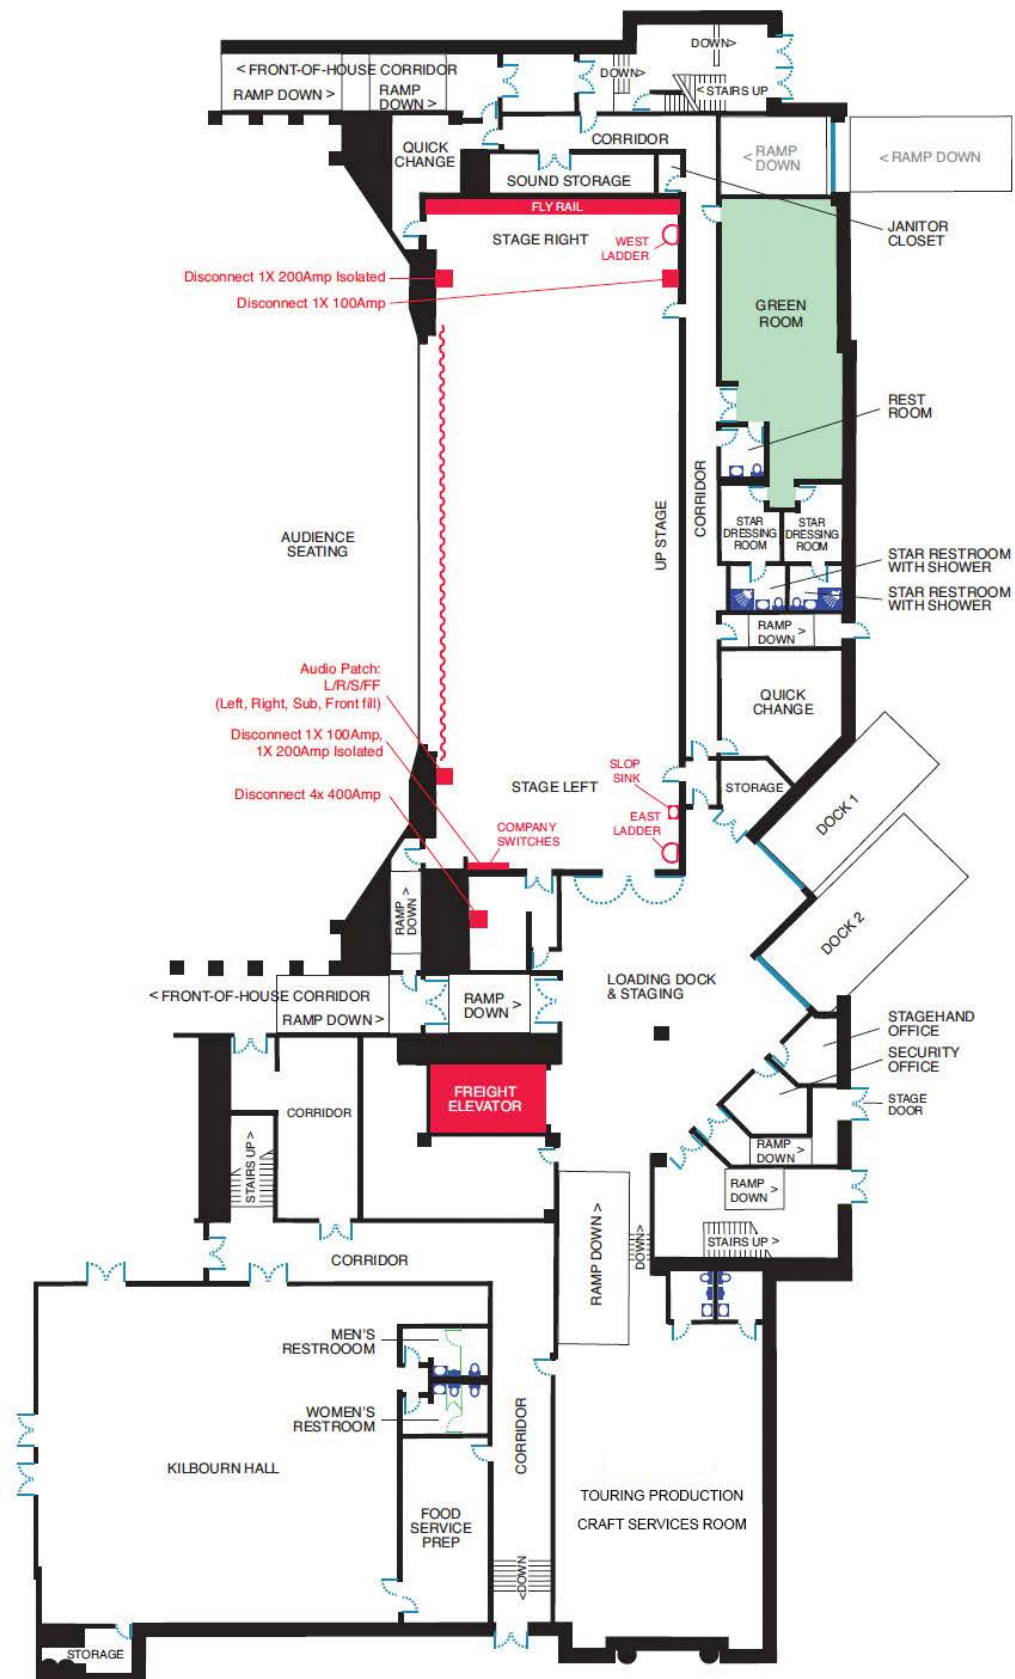 DOWN>
< FRONT-OF-HOUSE CORRIDOR
DOWN>
RAMP DOWN >
RAMP
DOWN >
< STAIRS UP
CORRIDOR
QUICK
CHANGE
< RAMP
DOWN
< RAMP DOWN
SOUND STORAGE
FLY RAIL
STAGE RIGHT
WEST
LADDER
JANITOR
CLOSET
Disconnect 1X 200Amp Isolated
Disconnect 1X 100Amp
GREEN
ROOM
REST
ROOM
CORRIDOR
AUDIENCE
SEATING
UP STAGE
STAR
DRESSING
ROOM
STAR
DRESSING
ROOM
STAR RESTROOM
WITH SHOWER
STAR RESTROOM
WITH SHOWER
RAMP >
DOWN
Audio Patch:
L/R/S/FF
(Left, Right, Sub, Front fill)
QUICK
CHANGE
Disconnect 1X 100Amp,
1X 200Amp Isolated
Disconnect 4x 400Amp
STAGE LEFT
SLOP
SINK
STORAGE
EAST
LADDER
COMPANY
SWITCHES
DOCK 1
DOCK 2
RAMP >
DOWN
LOADING DOCK
& STAGING
< FRONT-OF-HOUSE CORRIDOR
RAMP DOWN >
RAMP >
DOWN
STAGEHAND
OFFICE
SECURITY
OFFICE
FREIGHT
ELEVATOR
STAGE
DOOR
CORRIDOR
STAIRS UP >
RAMP >
DOWN
RAMP >
DOWN
STAIRS UP >
RAMP DOWN >
DOWN>
CORRIDOR
MEN'S
RESTROOOM
WOMEN'S
RESTROOM
CORRIDOR
KILBOURN HALL
FOOD
SERVICE
PREP
TOURING PRODUCTION
CRAFT SERVICES ROOM
<DOWN
STORAGE